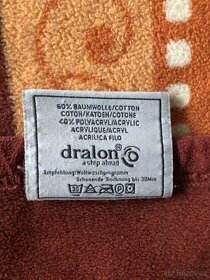 60% BAUMWOLLE/COTTON
COTON/KATOEN/COTONE
40% POLYACRYL/ACRYLIC
ACRYLIQUE/ACRYL
ACRILICA FILO
dralon
a step ahead
Empfehlung: Wollwaschprogramm
Schonende Trocknung bis 30Min